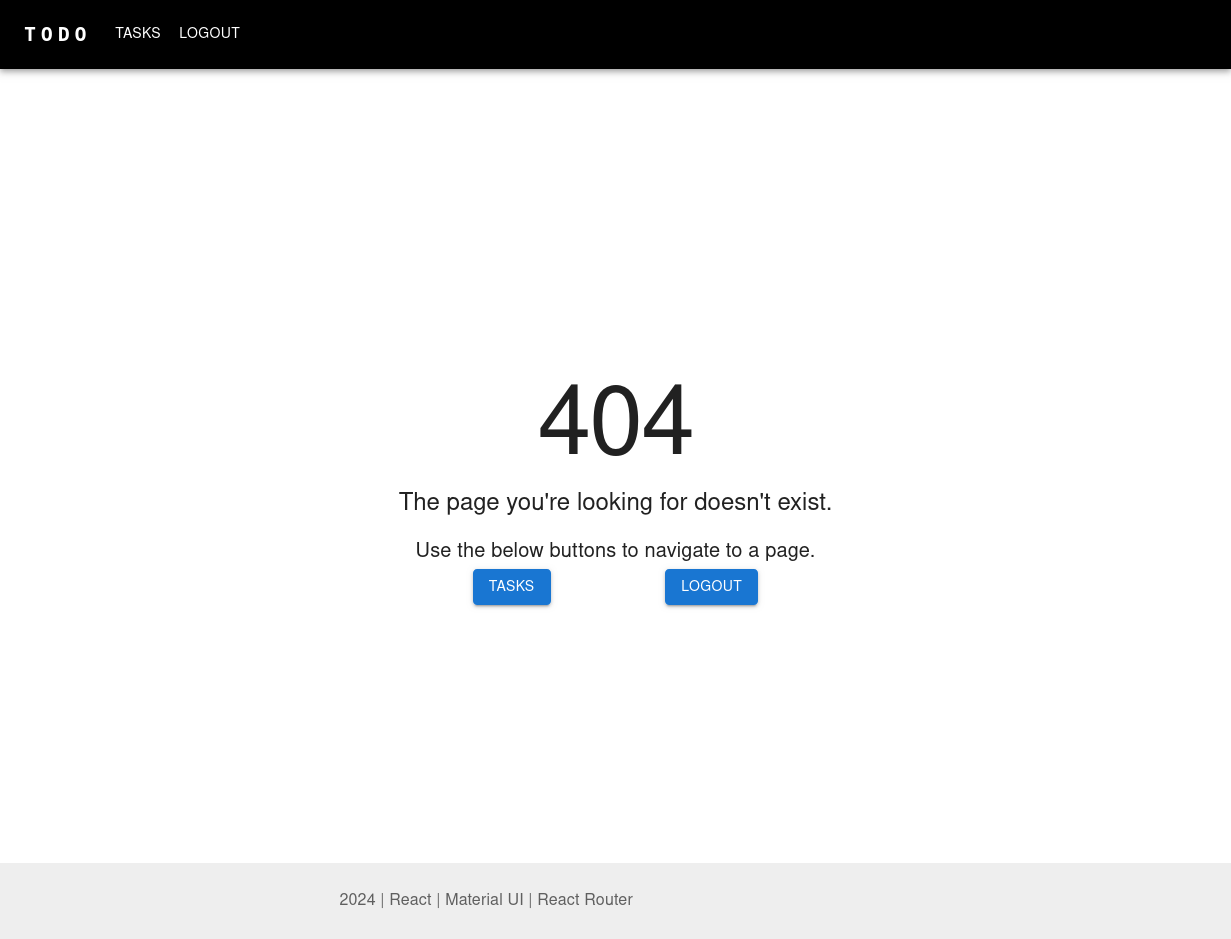 TODO TASKS LOGOUT
404
The page you're looking for doesn't exist.
Use the below buttons to navigate to a page.
TASKS LOGOUT
2024 | React | Material UI | React Router